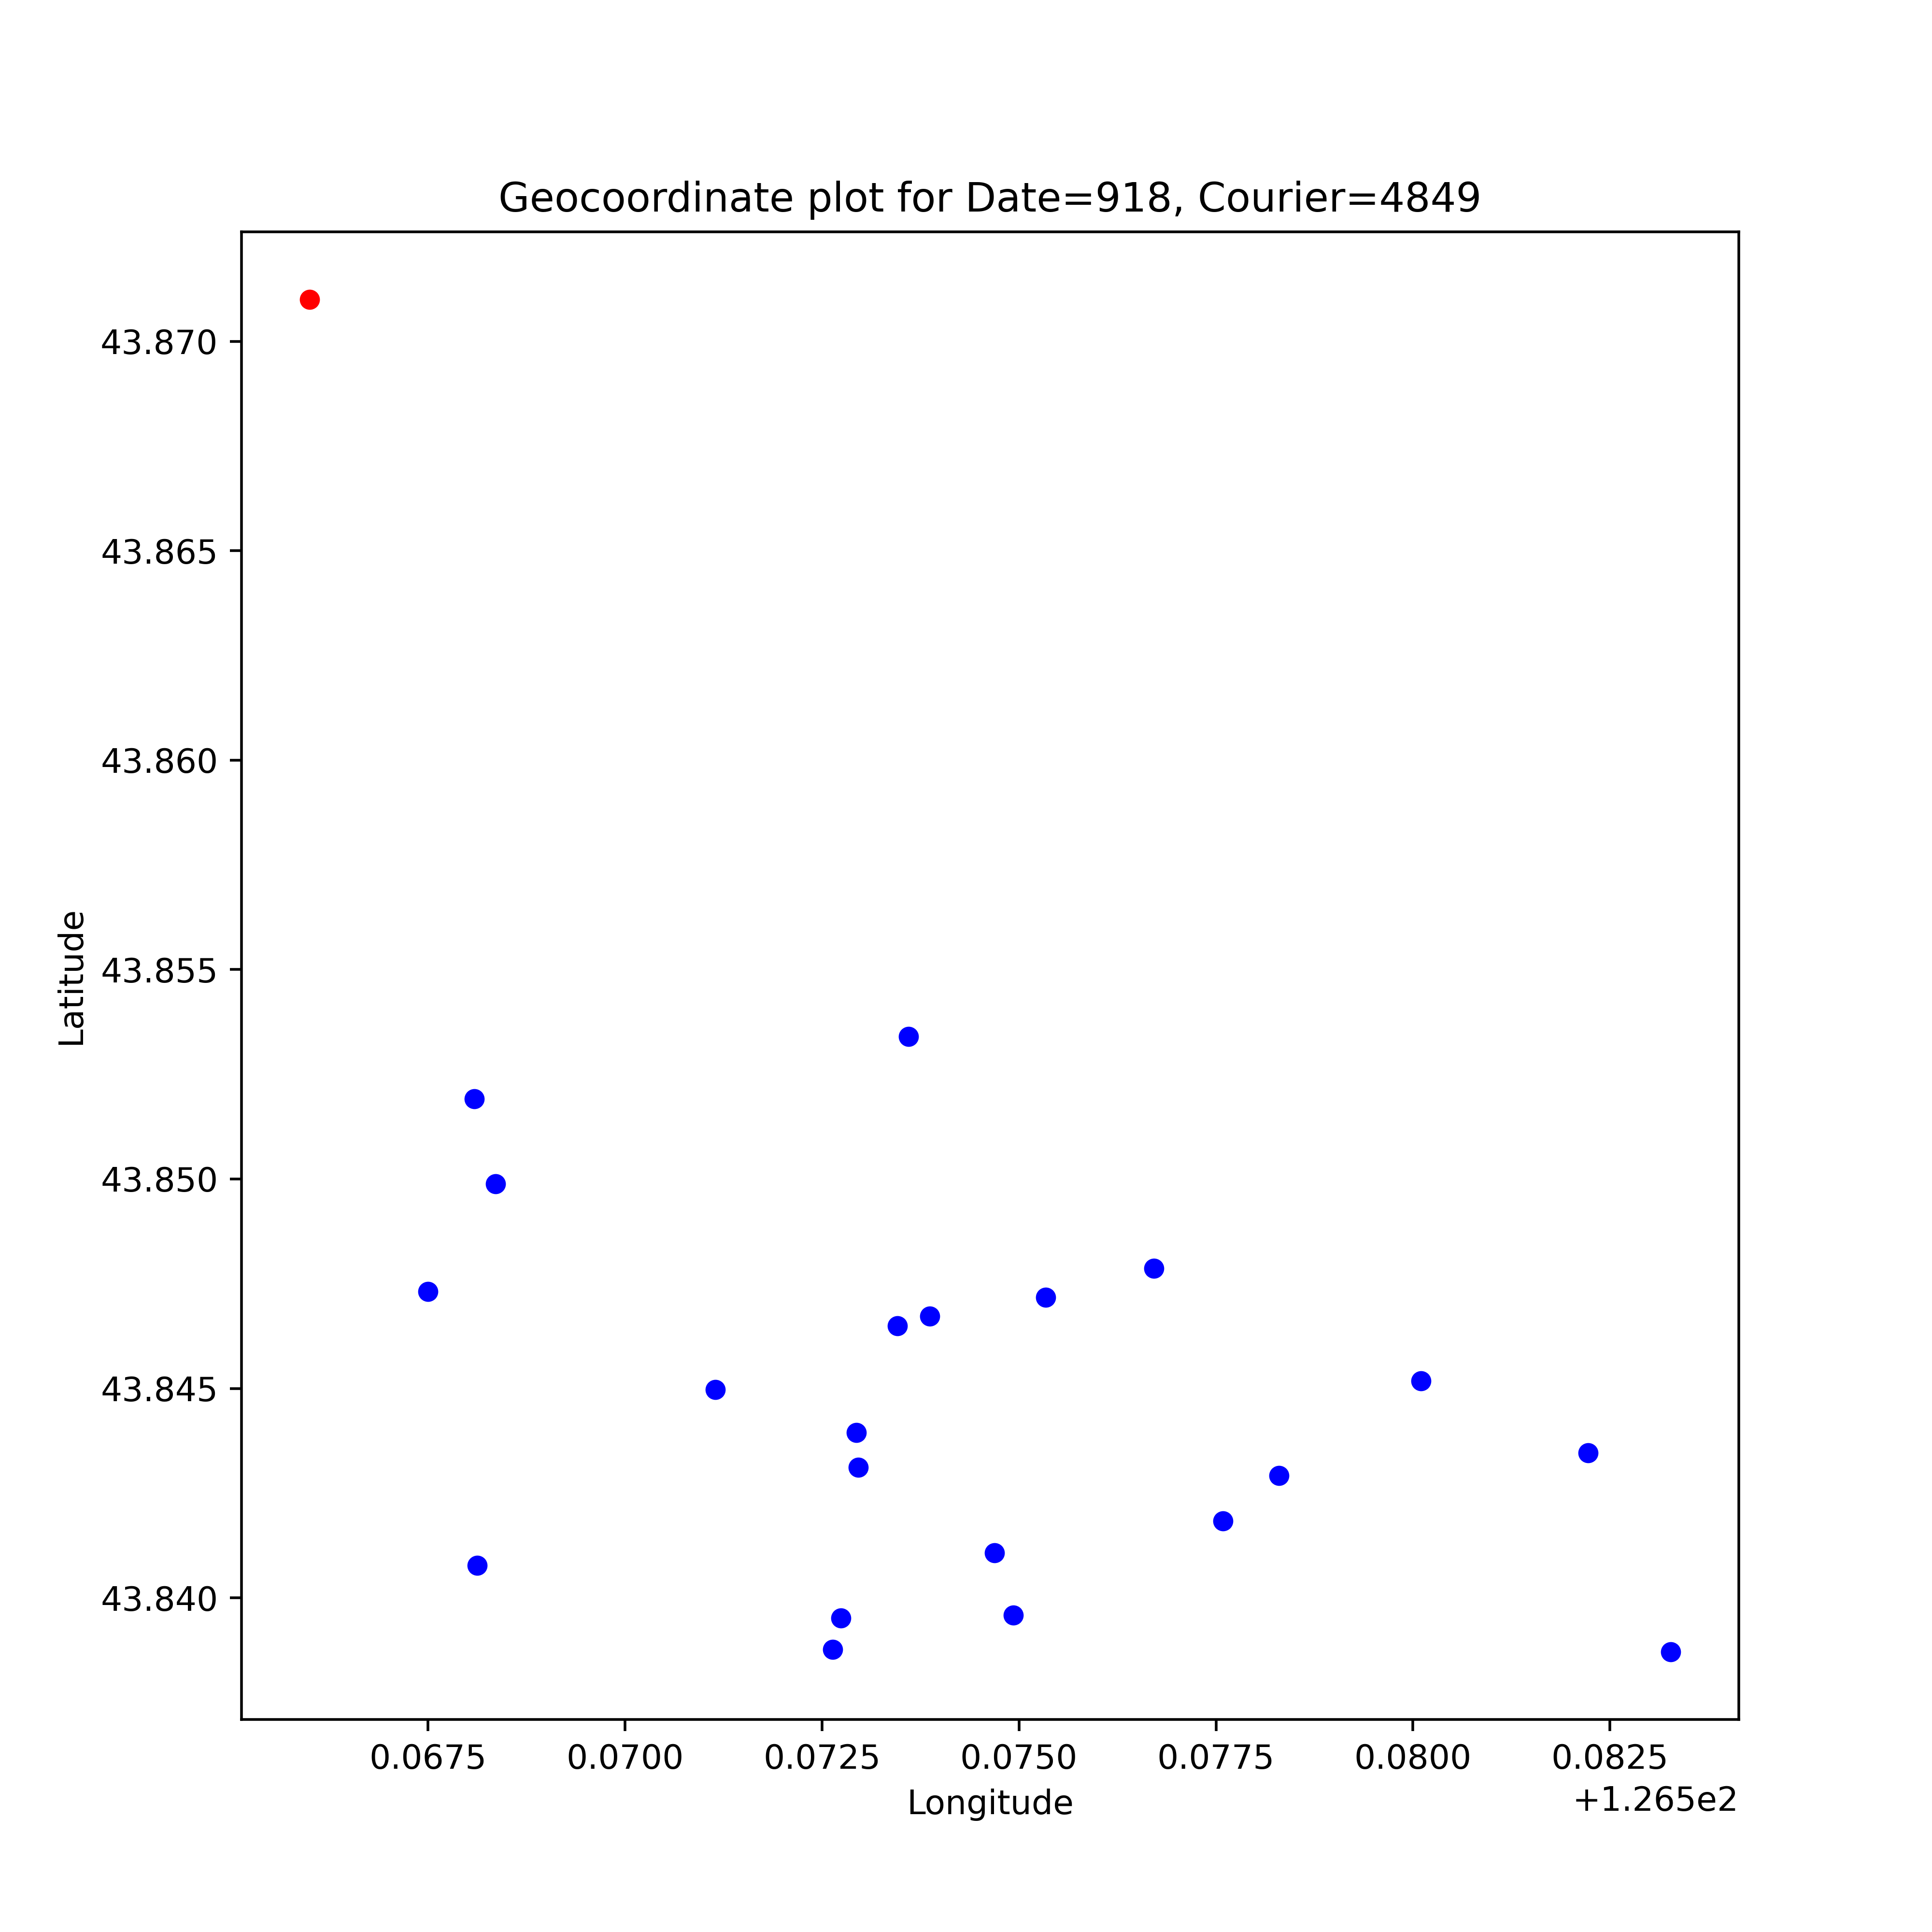 Geocoordinate plot for Date=918, Courier=4849
43.870
43.865
43.860
43.855
43.850
43.845
43.840
Latitude
0.0675 0.0700 0.0725 0.0750 0.0775 0.0800 0.0825
+1.265e2
Longitude